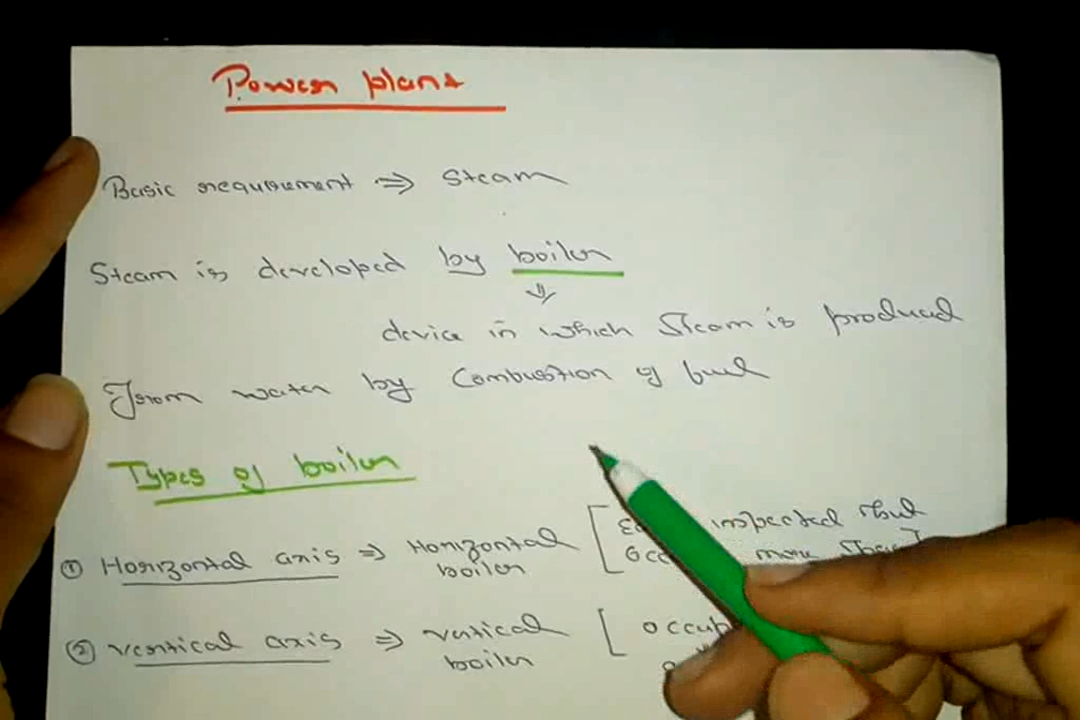 Power plant
Basic requirement ⇒ Steam
Steam is developed by boiler
⇓
device in which Steam is produced
From water by Combustion of fuel
Types of boiler
① Horizontal axis ⇒ Horizontal boiler [ inspected but
more
② Vertical axis ⇒ vertical boiler [